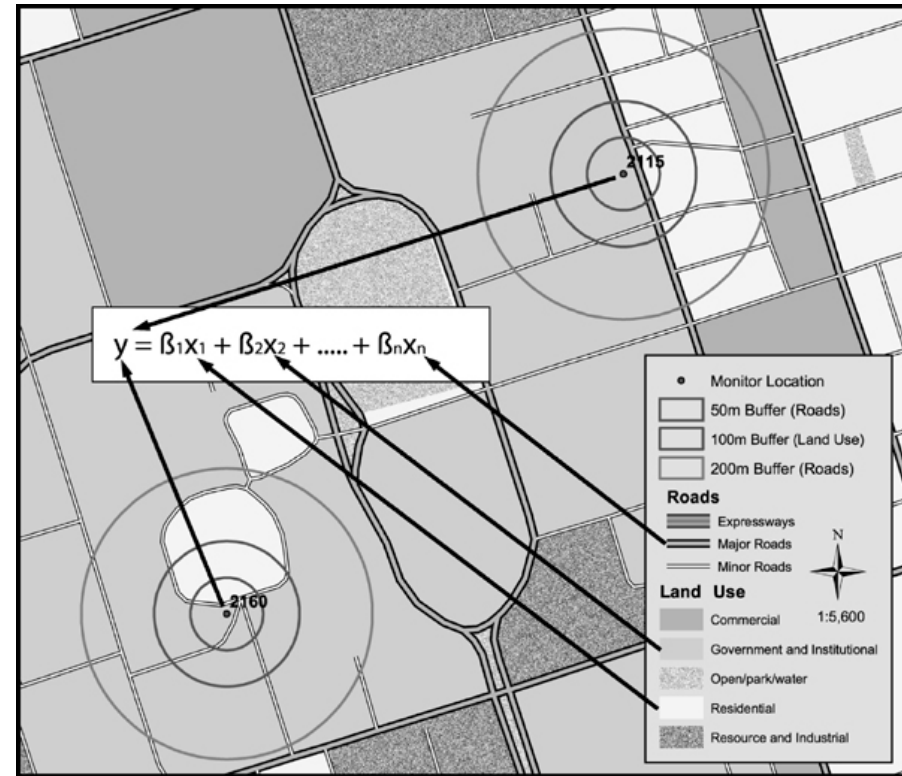 2115
y = ß₁x₁ + ß₂x₂ + ..... + ßₙxₙ
2160
Monitor Location
50m Buffer (Roads)
100m Buffer (Land Use)
200m Buffer (Roads)
Roads
Expressways
Major Roads
Minor Roads
N
1:5,600
Land Use
Commercial
Government and Institutional
Open/park/water
Residential
Resource and Industrial